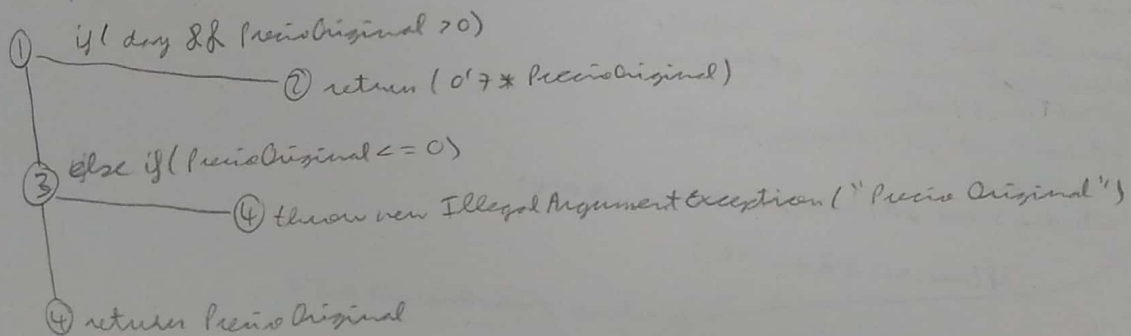 ① if( day && PrecioOriginal >0)
② return (0'7 * PrecioOriginal)
③ else if( PrecioOriginal <= 0)
④ throw new IllegalArgumentException ("Precio Original")
④ return PrecioOriginal